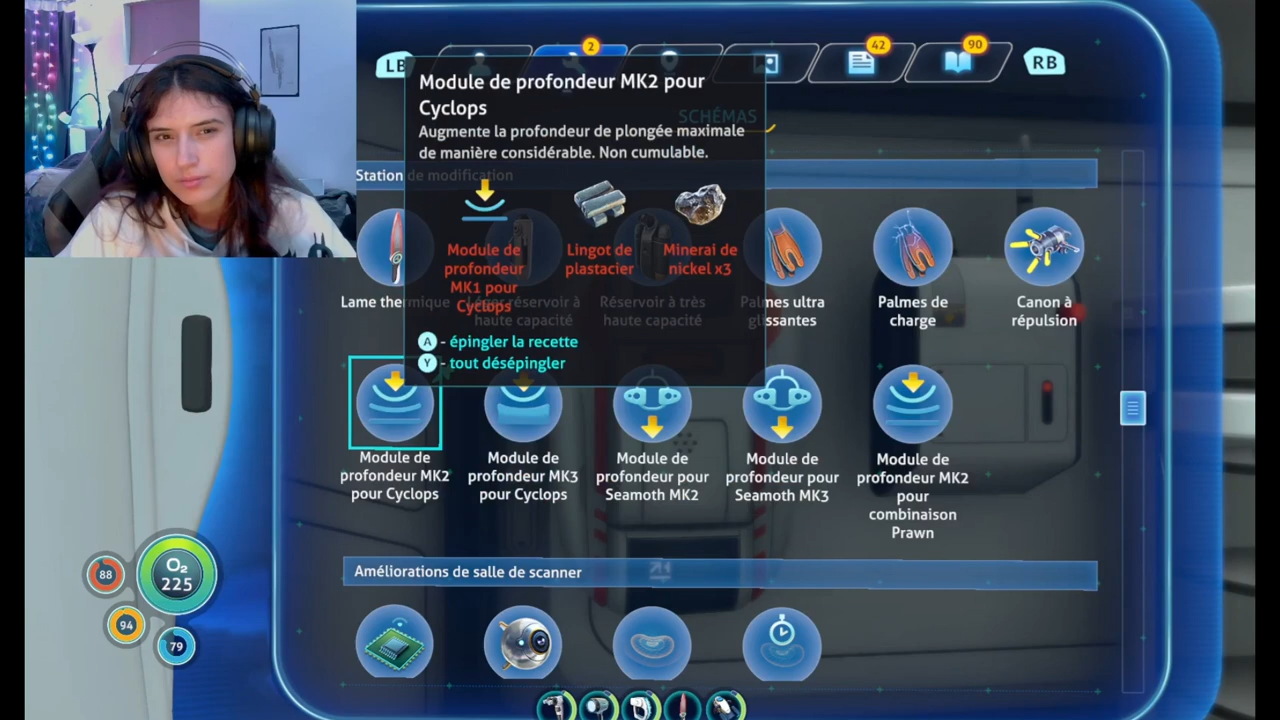 LB
2
42
90
RB
Module de profondeur MK2 pour
Cyclops
SCHÉMAS
Augmente la profondeur de plongée maximale
de manière considérable. Non cumulable.
Station de modification
Module de
profondeur
MK1 pour
Cyclops
Lingot de
plastacier
Minerai de
nickel x3
Lame thermique
réservoir à
haute capacité
Réservoir à très
haute capacité
Palmes ultra
glissantes
Palmes de
charge
Canon à
répulsion
A - épingler la recette
Y - tout désépingler
Module de
profondeur MK2
pour Cyclops
Module de
profondeur MK3
pour Cyclops
Module de
profondeur pour
Seamoth MK2
Module de
profondeur pour
Seamoth MK3
Module de
profondeur MK2
pour
combinaison
Prawn
Améliorations de salle de scanner
O₂
225
88
94
79